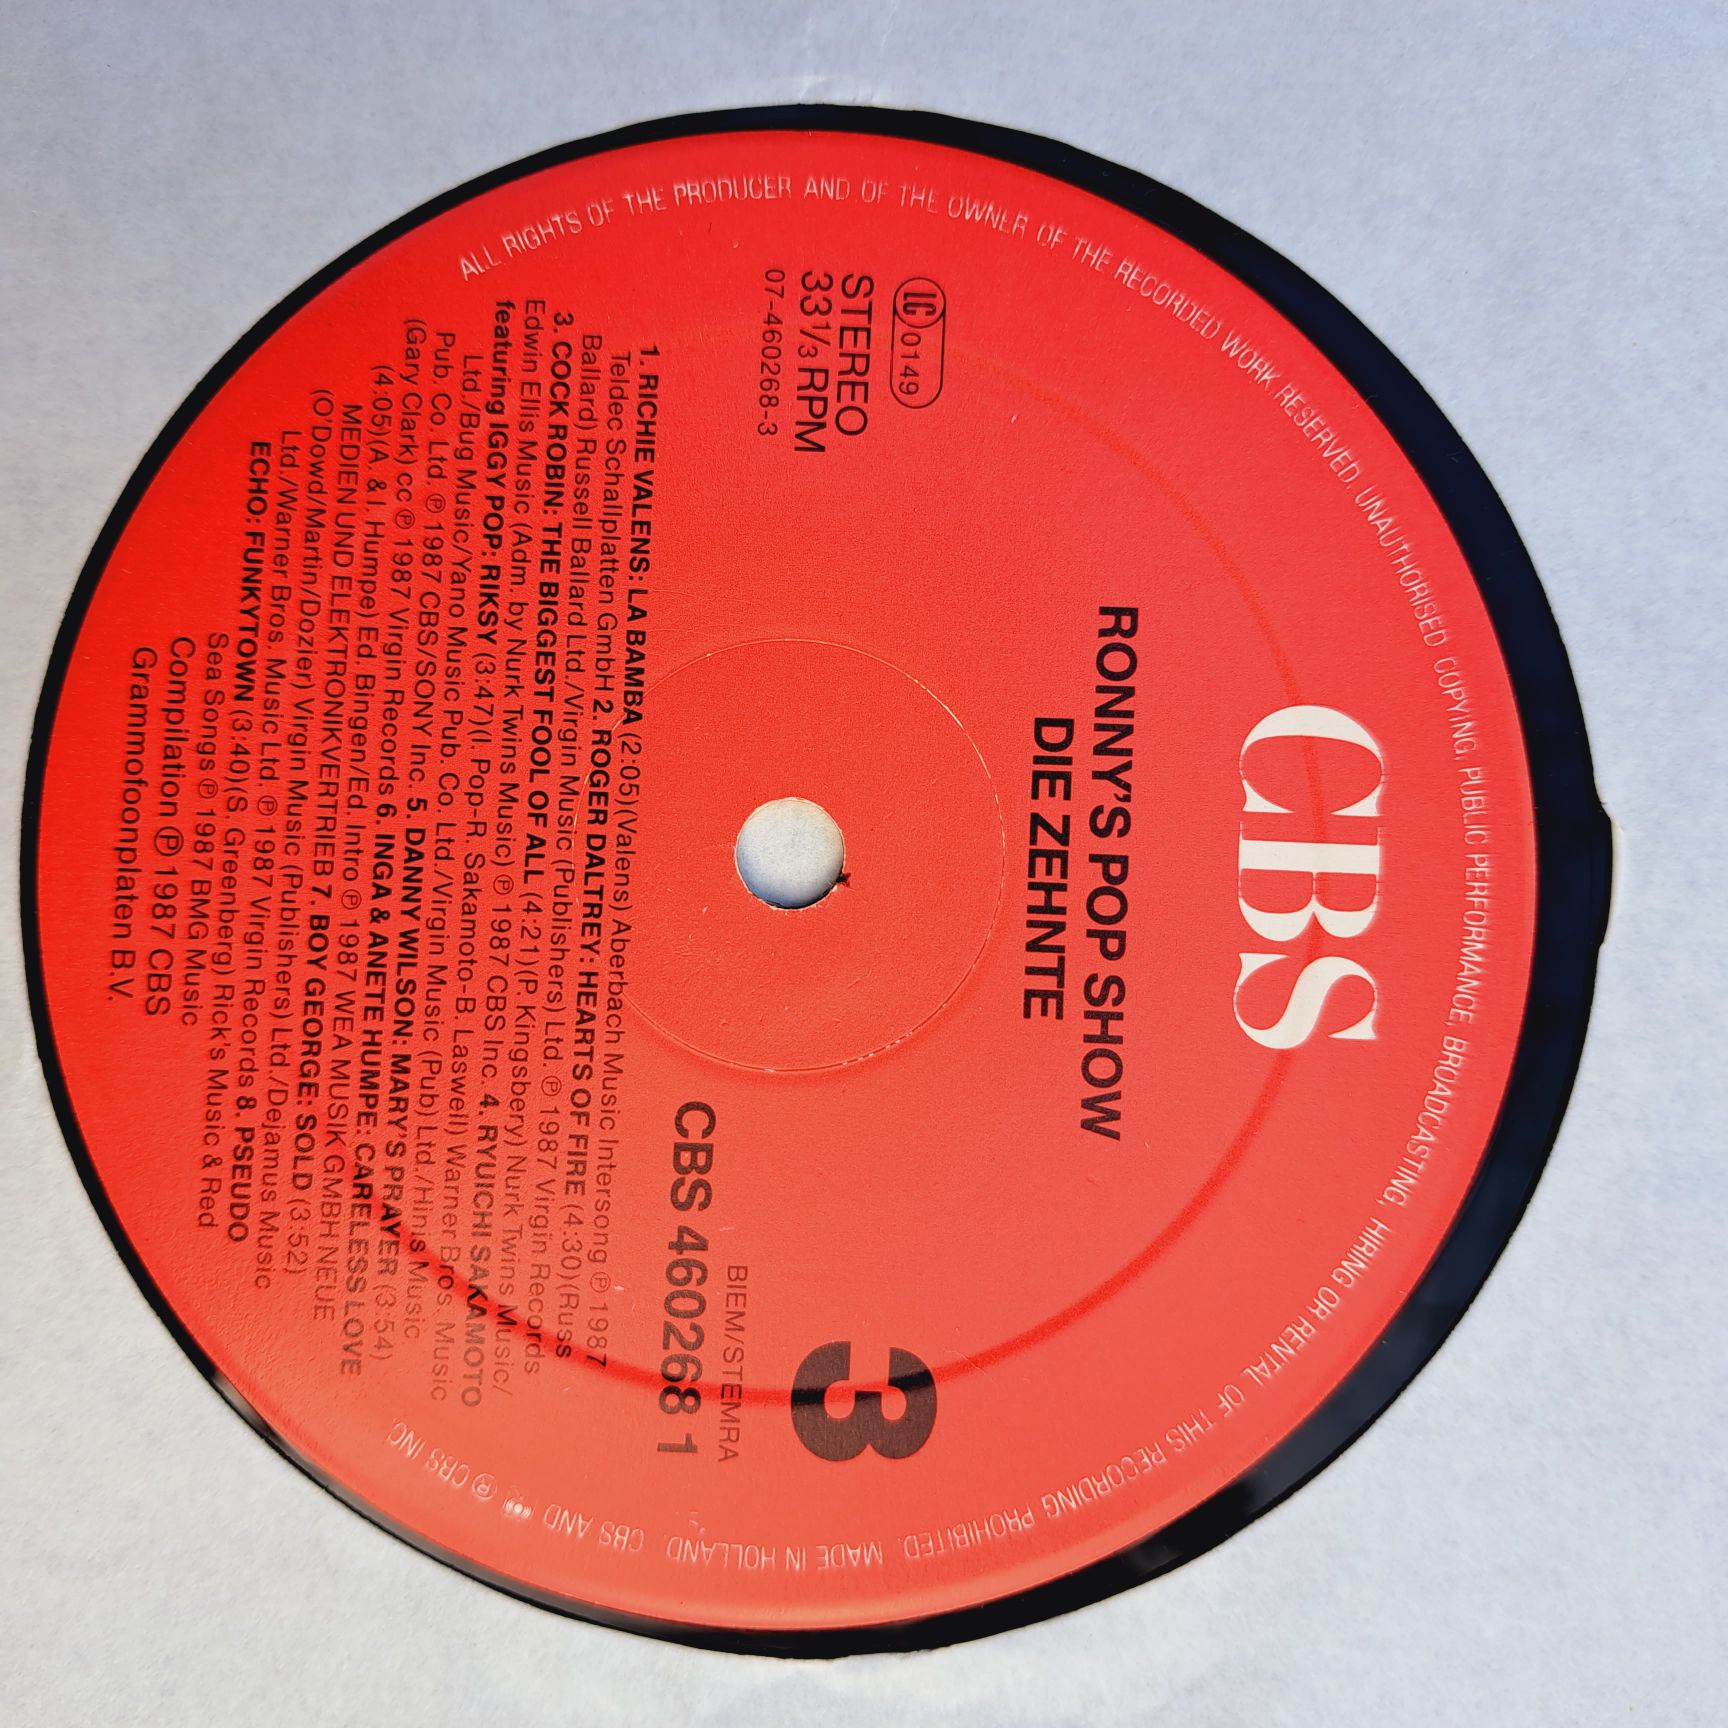 CBS
RONNY'S POP SHOW
DIE ZEHNTE
LC 0149
STEREO
33 1/3 RPM
07-460268-3
3
BIEM/STEMRA
CBS 460268 1
1. RICHIE VALENS: LA BAMBA (2:05)(Valens) Aberbach Music Intersong ℗ 1987
Teldec Schallplatten GmbH 2. ROGER DALTREY: HEARTS OF FIRE (4:30)(Russ
Ballard) Russell Ballard Ltd./Virgin Music (Publishers) Ltd. ℗ 1987 Virgin Records
3. COCK ROBIN: THE BIGGEST FOOL OF ALL (4:21)(P. Kingsbery) Nurk Twins Music/
Edwin Ellis Music (Adm. by Nurk Twins Music) ℗ 1987 CBS Inc. 4. RYUICHI SAKAMOTO
featuring IGGY POP: RIKSY (3:47)(I. Pop-R. Sakamoto-B. Laswell) Warner Bros. Music
Ltd./Bug Music/Yano Music Pub. Co. Ltd./Virgin Music (Pub) Ltd./Hinis Music
Pub. Co. Ltd. ℗ 1987 CBS/SONY Inc. 5. DANNY WILSON: MARY'S PRAYER (3:54)
(Gary Clark) cc ℗ 1987 Virgin Records 6. INGA & ANETE HUMPE: CARELESS LOVE
(4:05)(A. & I. Humpe) Ed. Bingen/Ed. Intro ℗ 1987 WEA MUSIK GMBH NEUE
MEDIEN UND ELEKTRONIKVERTRIEB 7. BOY GEORGE: SOLD (3:52)
(O'Dowd/Martin/Dozier) Virgin Music (Publishers) Ltd./Dejamus Music
Ltd./Warner Bros. Music Ltd. ℗ 1987 Virgin Records 8. PSEUDO
ECHO: FUNKYTOWN (3:40)(S. Greenberg) Rick's Music & Red
Sea Songs ℗ 1987 BMG Music
Compilation ℗ 1987 CBS
Grammofoonplaten B.V.
ALL RIGHTS OF THE PRODUCER AND OF THE OWNER OF THE RECORDED WORK RESERVED. UNAUTHORISED COPYING, PUBLIC PERFORMANCE, BROADCASTING, HIRING OR RENTAL OF THIS RECORDING PROHIBITED. MADE IN HOLLAND. CBS AND ® CBS INC.